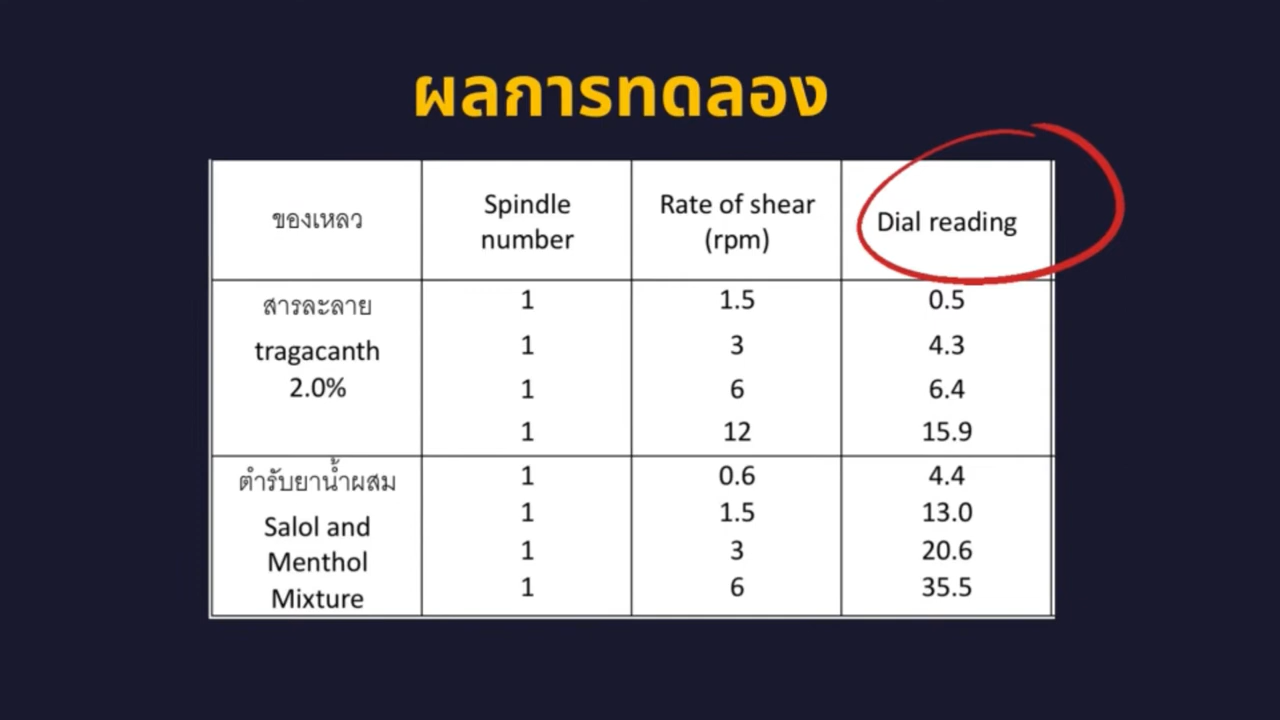 ผลการทดลอง
ของเหลว Spindle number Rate of shear (rpm) Dial reading
สารละลาย tragacanth 2.0%
1 1.5 0.5
1 3 4.3
1 6 6.4
1 12 15.9
ตำรับยาน้ำผสม Salol and Menthol Mixture
1 0.6 4.4
1 1.5 13.0
1 3 20.6
1 6 35.5